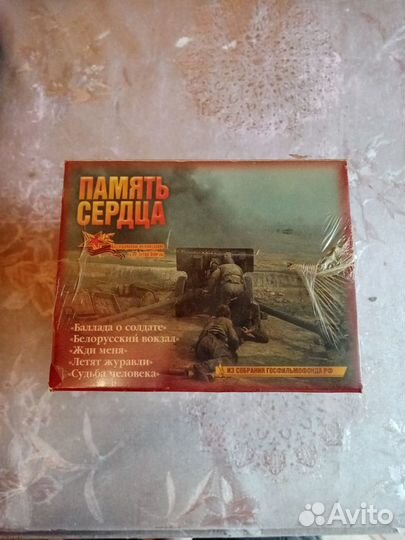 ПАМЯТЬ
СЕРДЦА
«Баллада о солдате»
«Белорусский вокзал»
«Жди меня»
«Летят журавли»
«Судьба человека»
ИЗ СОБРАНИЯ ГОСФИЛЬМОФОНДА РФ
Avito